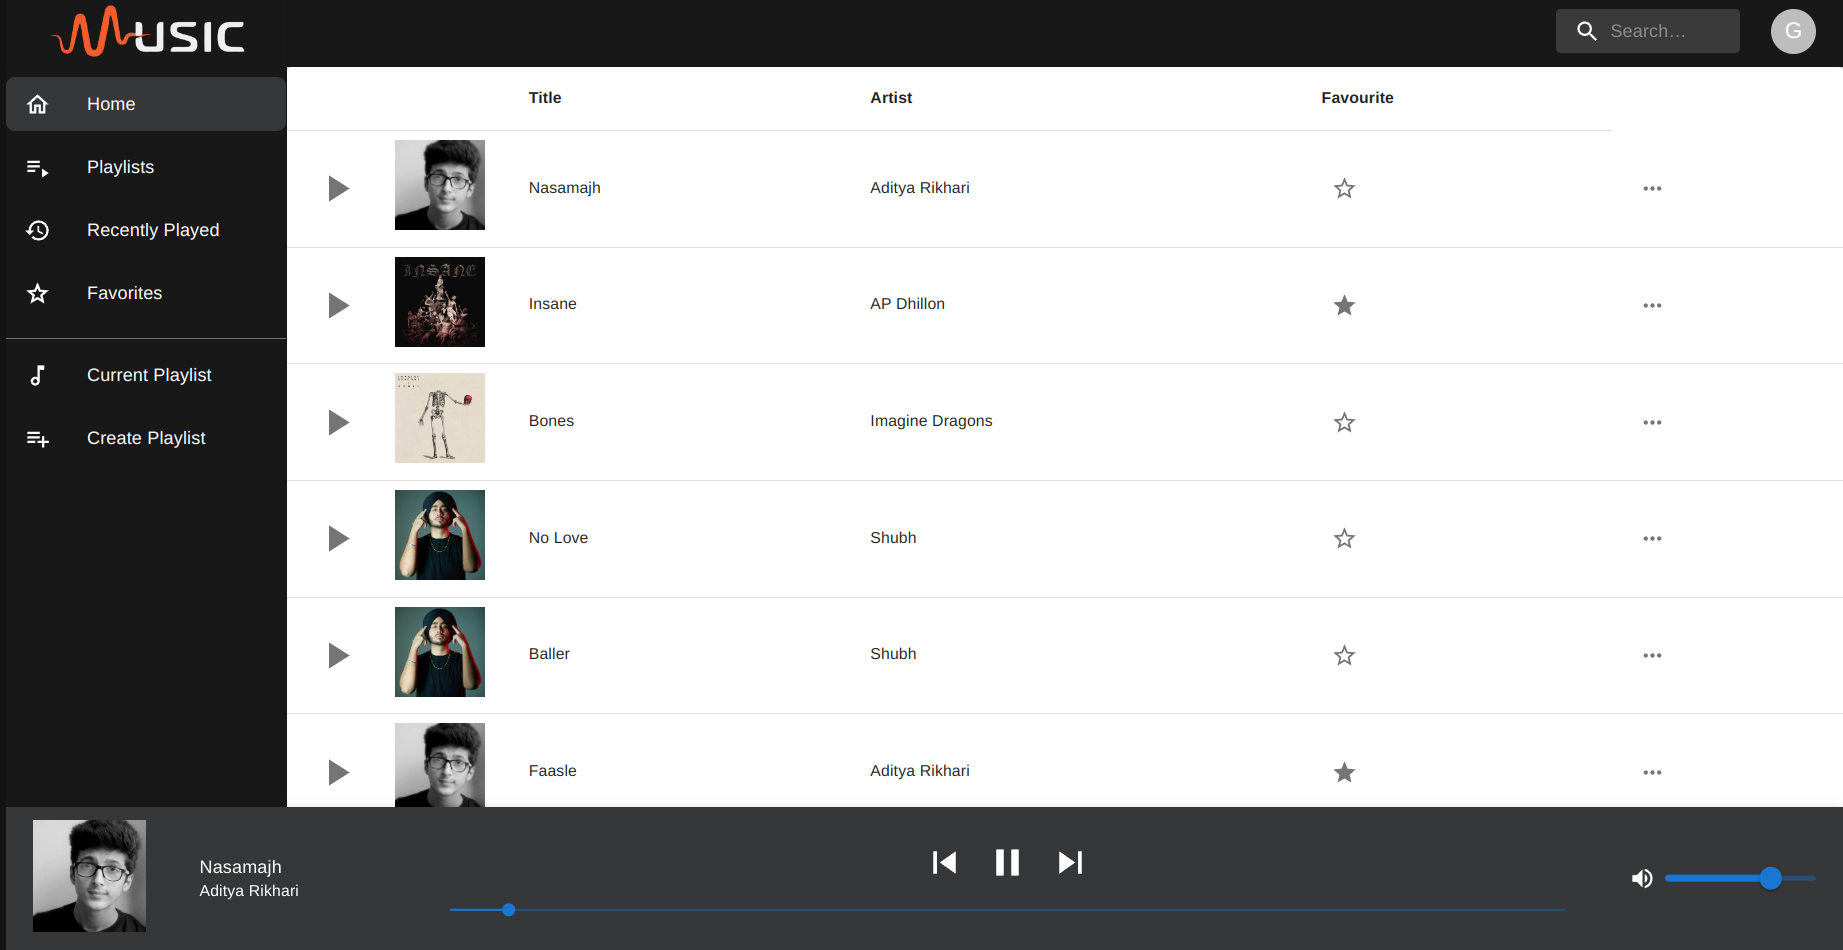 MUSIC
Search…
G
Home
Playlists
Recently Played
Favorites
Current Playlist
Create Playlist
Title Artist Favourite
Nasamajh Aditya Rikhari
INSANE
Insane AP Dhillon
Bones Imagine Dragons
No Love Shubh
Baller Shubh
Faasle Aditya Rikhari
Nasamajh
Aditya Rikhari